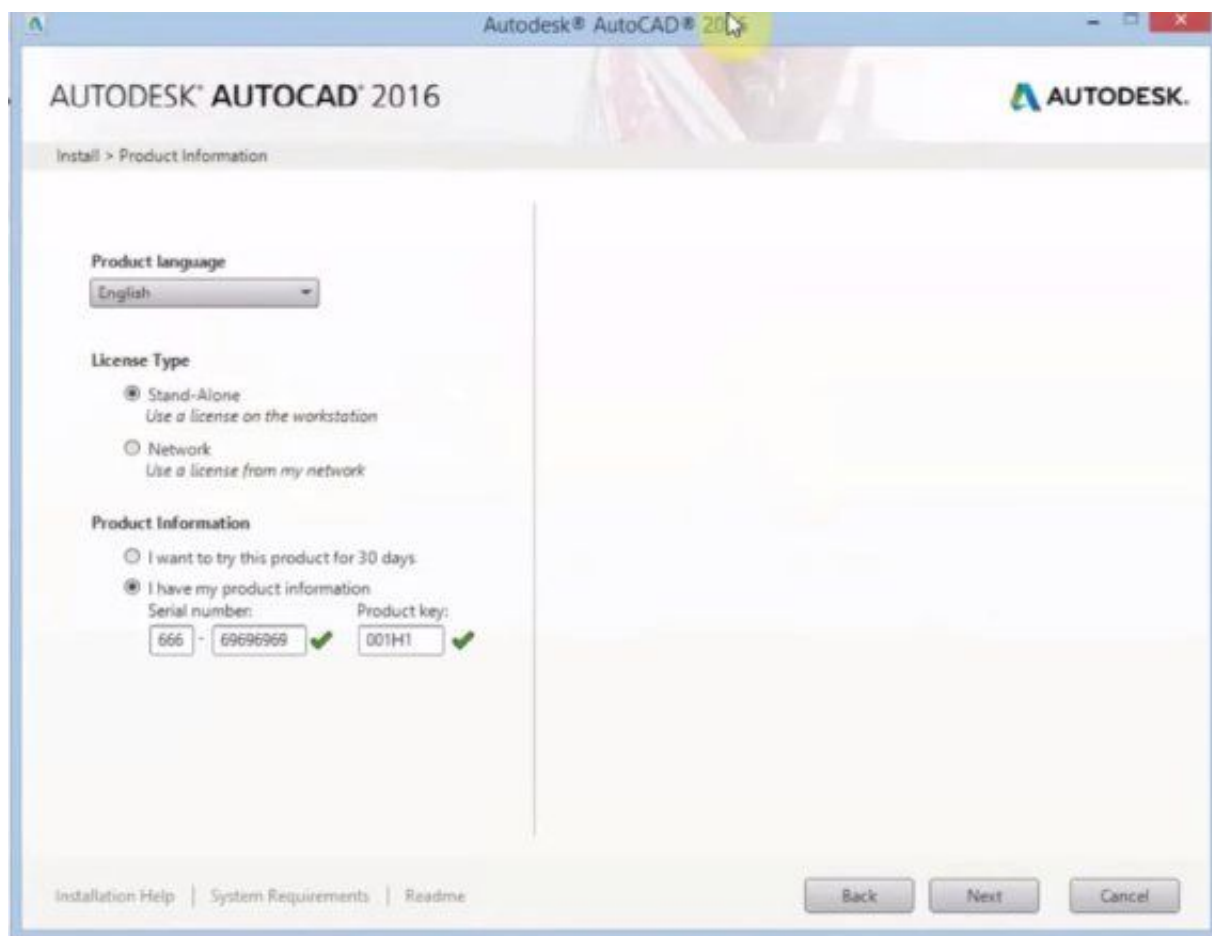 Autodesk® AutoCAD®
AUTODESK® AUTOCAD® 2016
AUTODESK.
Install > Product Information
Product language
English
License Type
Stand-Alone
Use a license on the workstation
Network
Use a license from my network
Product Information
I want to try this product for 30 days
I have my product information
Serial number: Product key:
666 - 69696969 001H1
Installation Help | System Requirements | Readme
Back Next Cancel